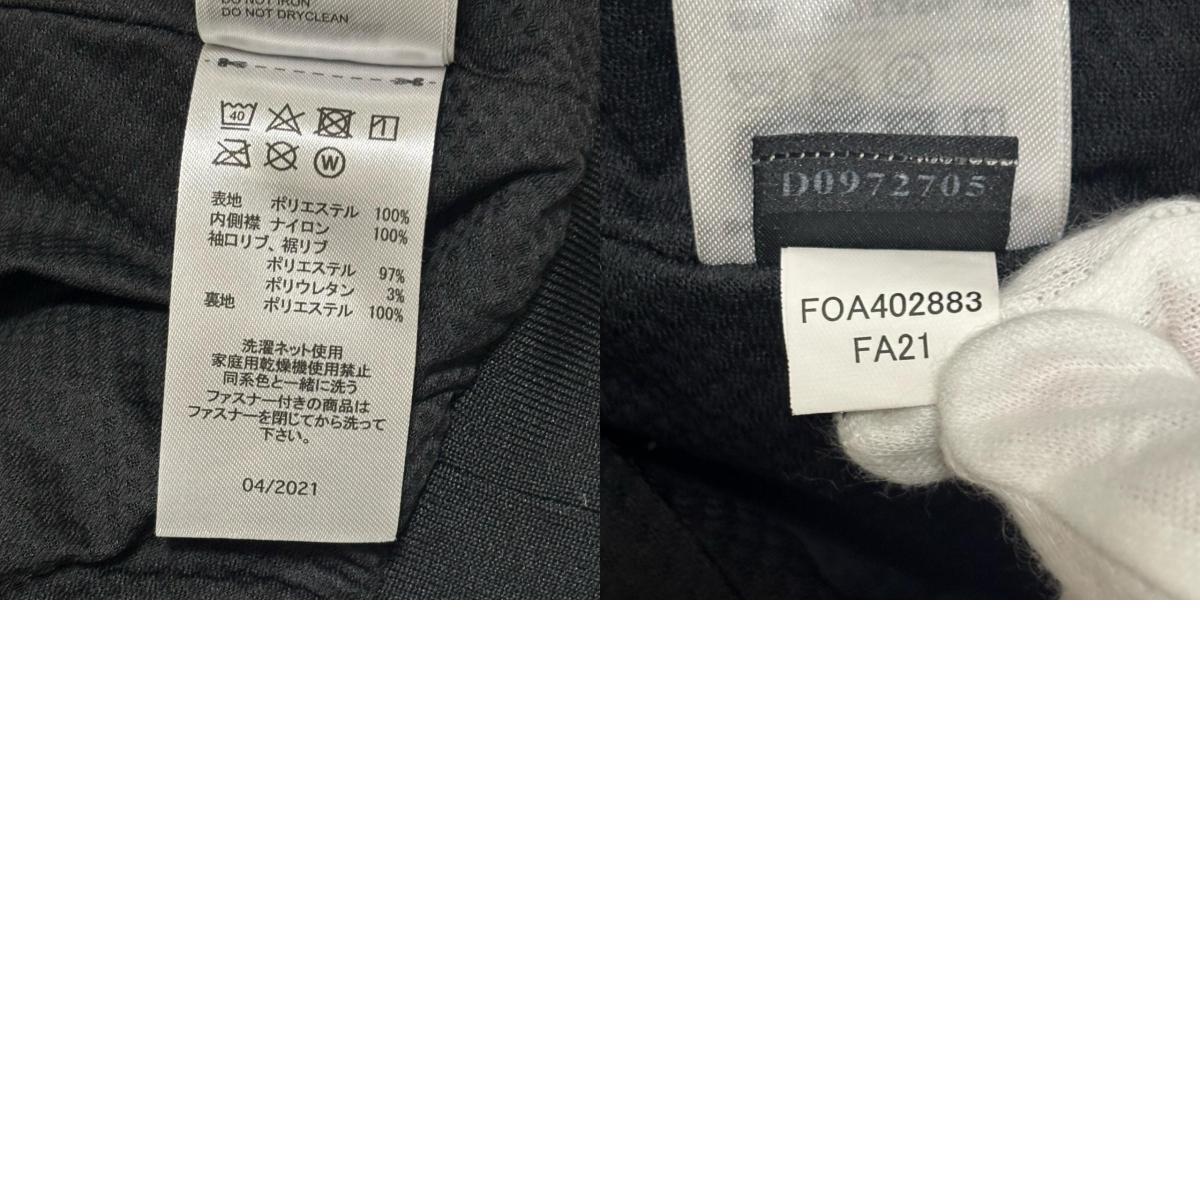 DO NOT IRON
DO NOT DRYCLEAN
40
W
表地 ポリエステル 100%
内側襟 ナイロン 100%
袖口リブ、裾リブ
ポリエステル 97%
ポリウレタン 3%
裏地 ポリエステル 100%
洗濯ネット使用
家庭用乾燥機使用禁止
同系色と一緒に洗う
ファスナー付きの商品は
ファスナーを閉じてから洗って
下さい。
04/2021
D0972705
FOA402883
FA21